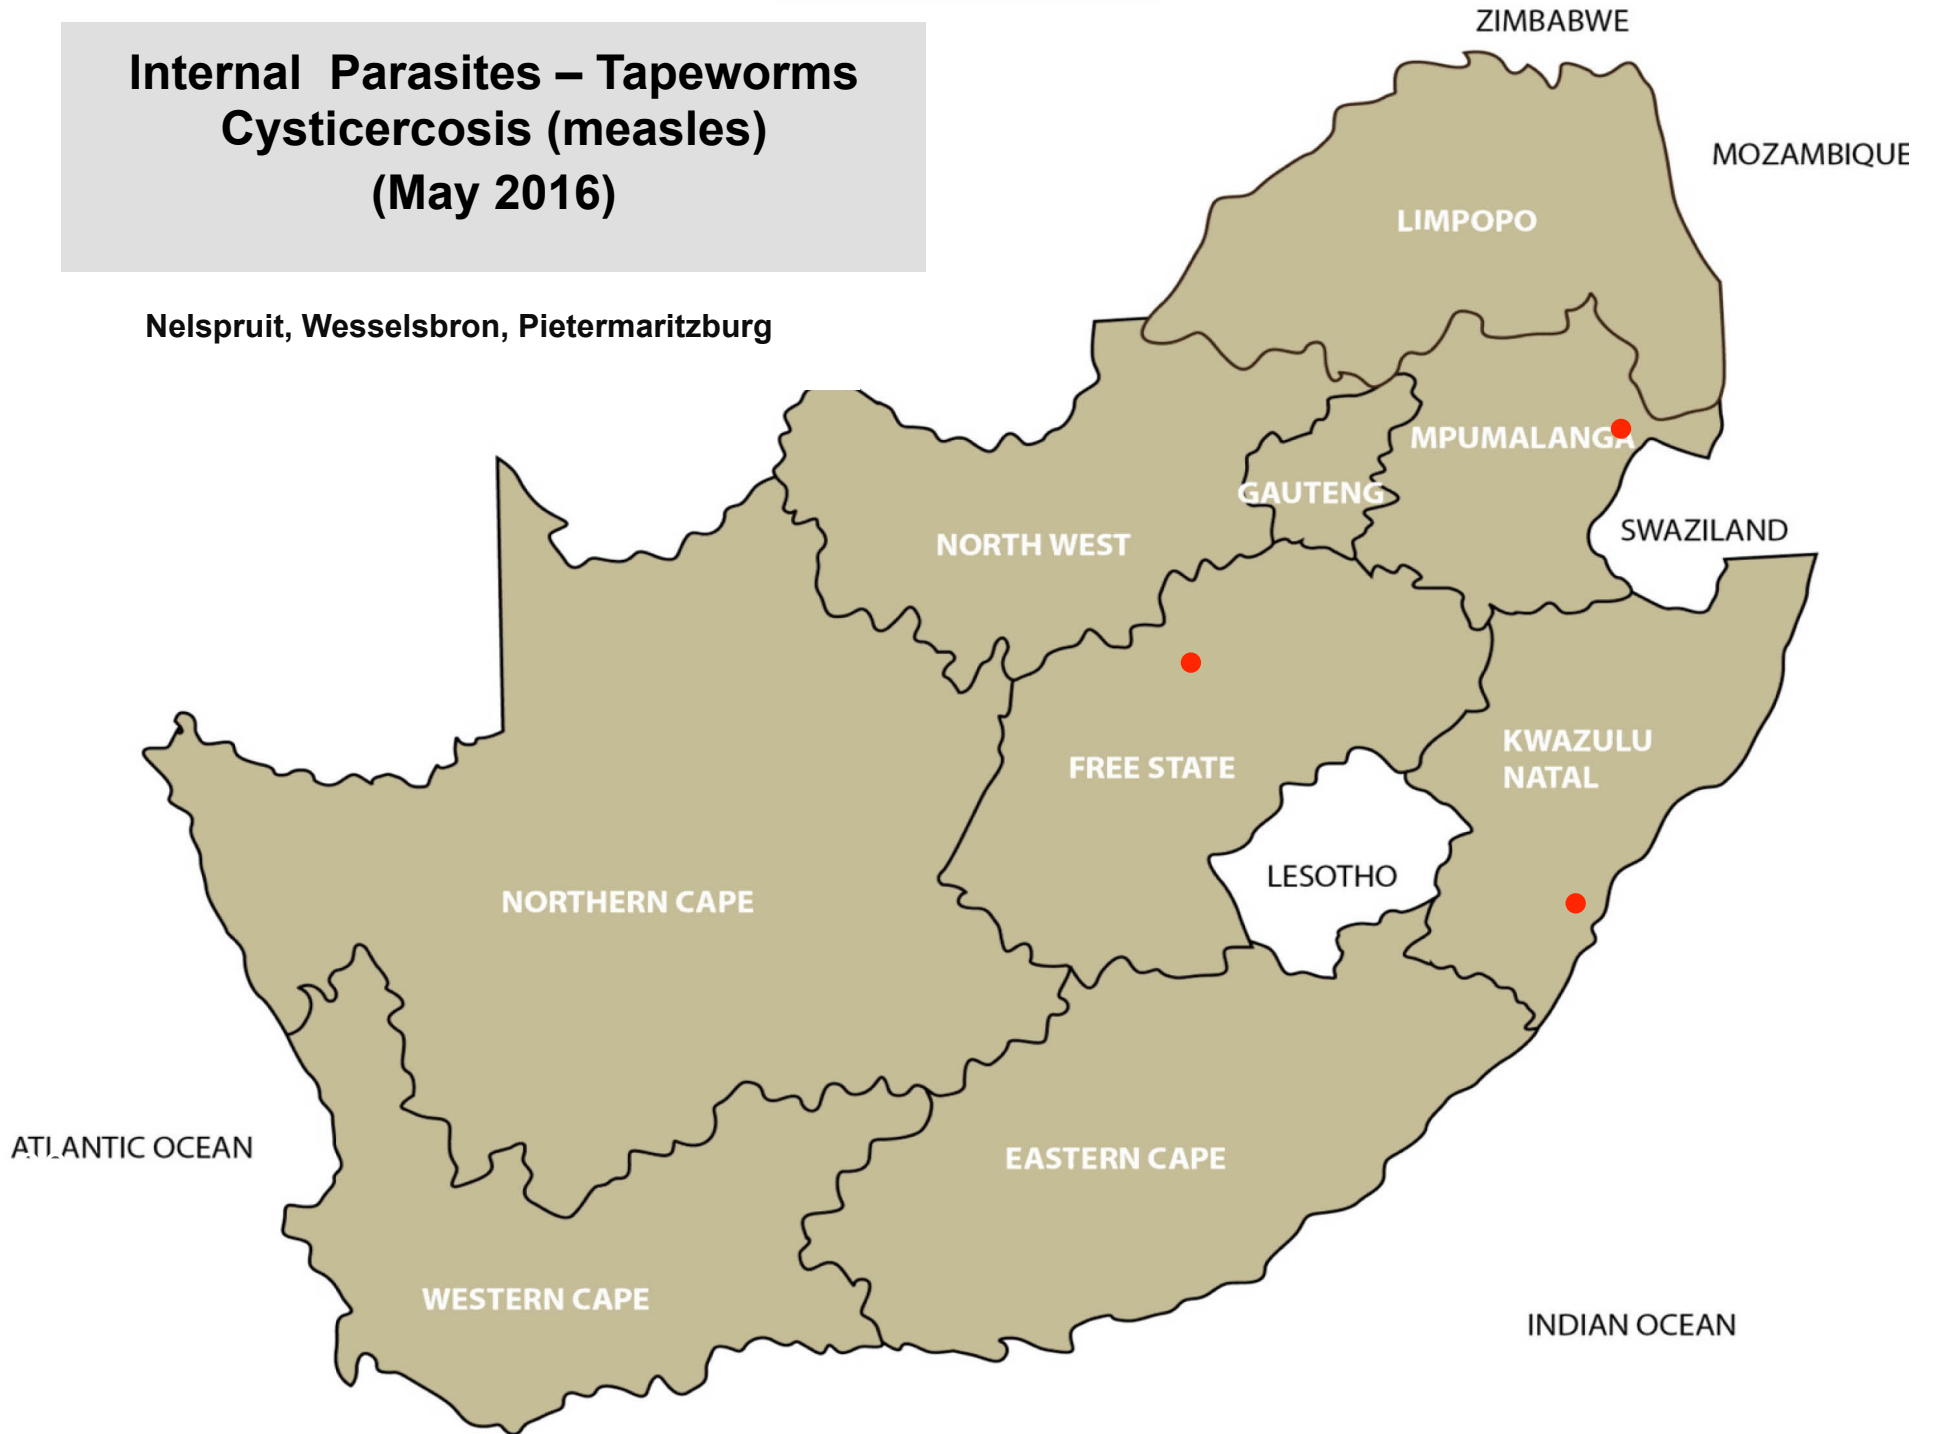 Internal Parasites – Tapeworms
Cysticercosis (measles)
(May 2016)
Nelspruit, Wesselsbron, Pietermaritzburg
ZIMBABWE
MOZAMBIQUE
LIMPOPO
MPUMALANGA
GAUTENG
SWAZILAND
NORTH WEST
KWAZULU
NATAL
FREE STATE
LESOTHO
NORTHERN CAPE
ATLANTIC OCEAN
EASTERN CAPE
WESTERN CAPE
INDIAN OCEAN